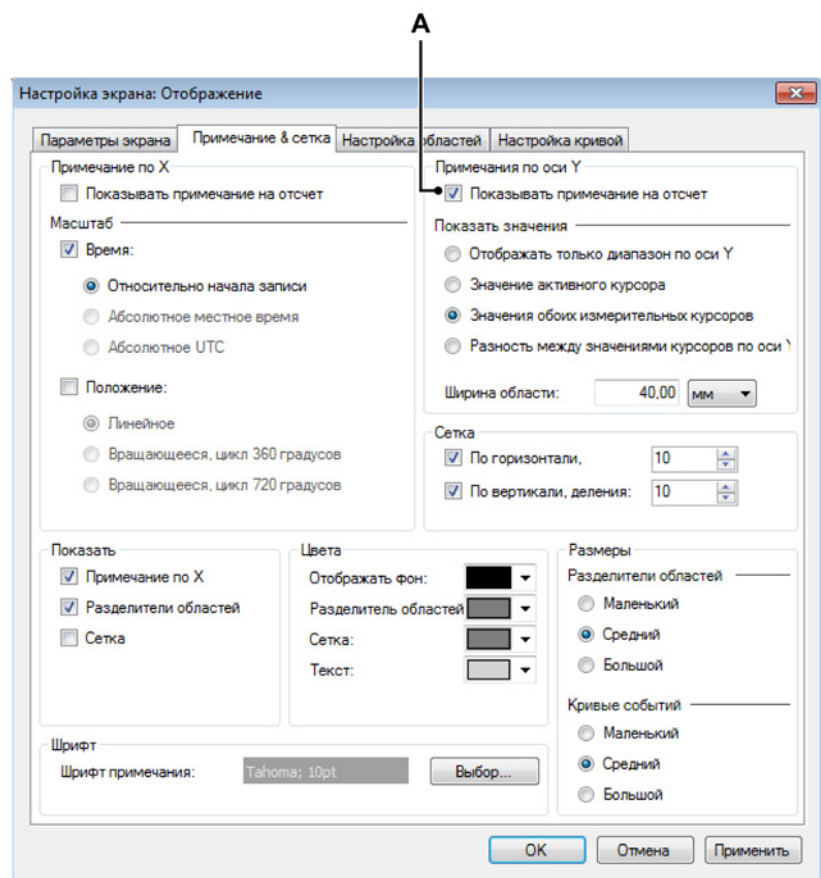 A
Настройка экрана: Отображение
Параметры экрана
Примечание & сетка
Настройка областей
Настройка кривой
Примечание по X
Показывать примечание на отсчет
Масштаб
Время:
Относительно начала записи
Абсолютное местное время
Абсолютное UTC
Положение:
Линейное
Вращающееся, цикл 360 градусов
Вращающееся, цикл 720 градусов
Примечания по оси Y
Показывать примечание на отсчет
Показать значения
Отображать только диапазон по оси Y
Значение активного курсора
Значения обоих измерительных курсоров
Разность между значениями курсоров по оси
Ширина области: 40,00 мм
Сетка
По горизонтали, 10
По вертикали, деления: 10
Показать
Примечание по X
Разделители областей
Сетка
Цвета
Отображать фон:
Разделитель областей
Сетка:
Текст:
Размеры
Разделители областей
Маленький
Средний
Большой
Кривые событий
Маленький
Средний
Большой
Шрифт
Шрифт примечания: Tahoma; 10pt Выбор...
OK Отмена Применить